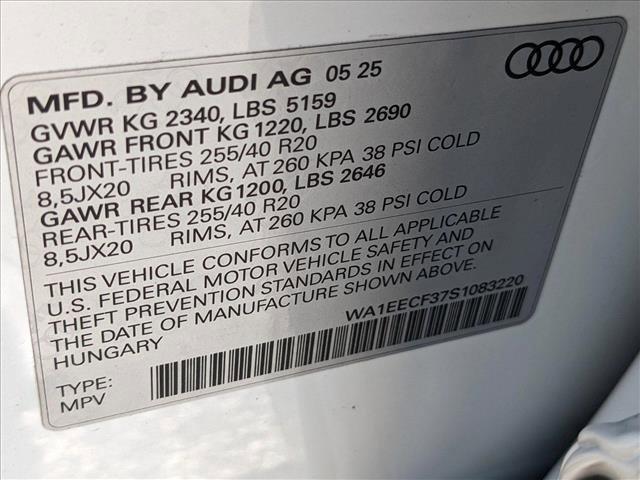 MFD. BY AUDI AG 05 25
GVWR KG 2340, LBS 5159
GAWR FRONT KG 1220, LBS 2690
FRONT-TIRES 255/40 R20
8,5JX20 RIMS, AT 260 KPA 38 PSI COLD
GAWR REAR KG 1200, LBS 2646
REAR-TIRES 255/40 R20
8,5JX20 RIMS, AT 260 KPA 38 PSI COLD
THIS VEHICLE CONFORMS TO ALL APPLICABLE
U.S. FEDERAL MOTOR VEHICLE SAFETY AND
THEFT PREVENTION STANDARDS IN EFFECT ON
THE DATE OF MANUFACTURE SHOWN ABOVE.
HUNGARY
WA1EECF37S1083220
TYPE:
MPV